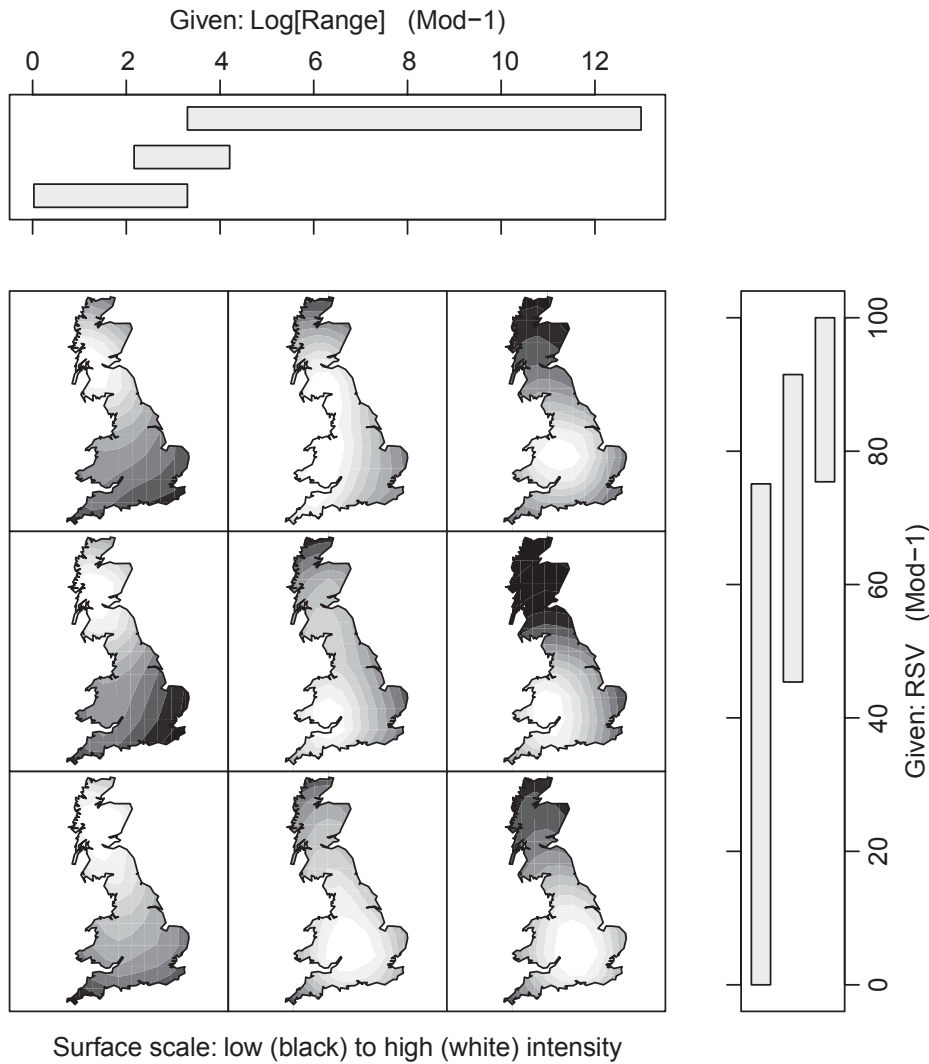 Given: Log[Range] (Mod−1)
0 2 4 6 8 10 12
0 20 40 60 80 100
Given: RSV (Mod−1)
Surface scale: low (black) to high (white) intensity